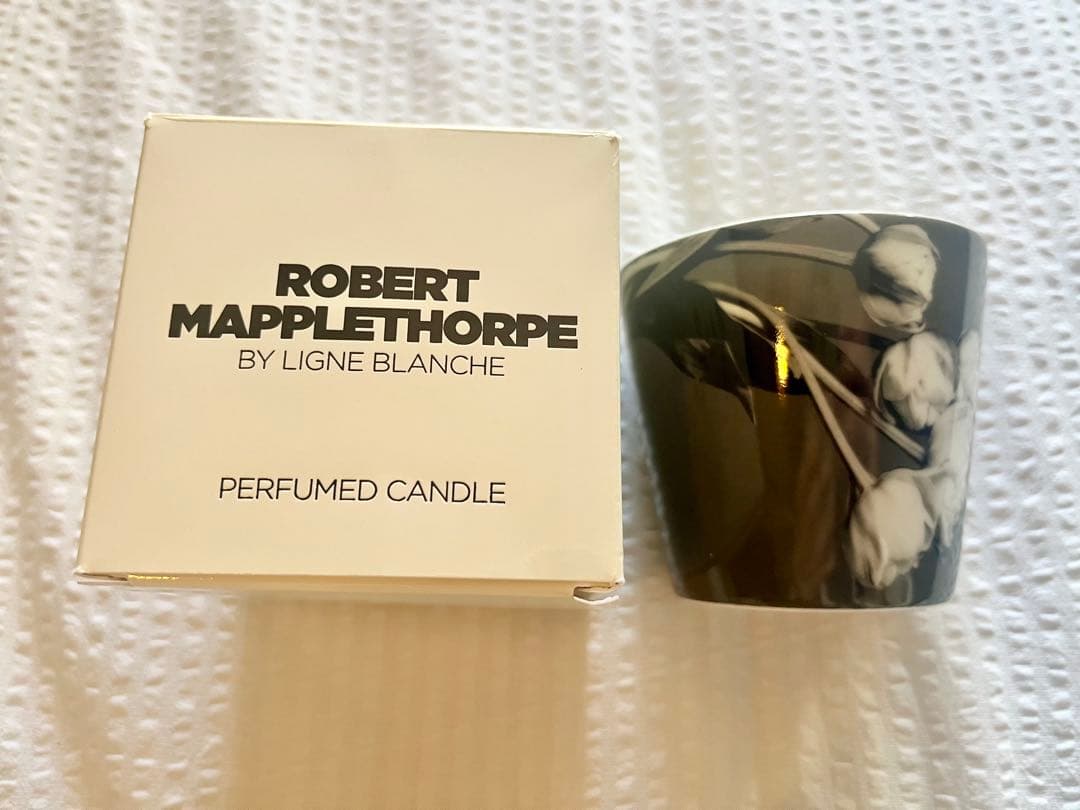 ROBERT
MAPPLETHORPE
BY LIGNE BLANCHE
PERFUMED CANDLE